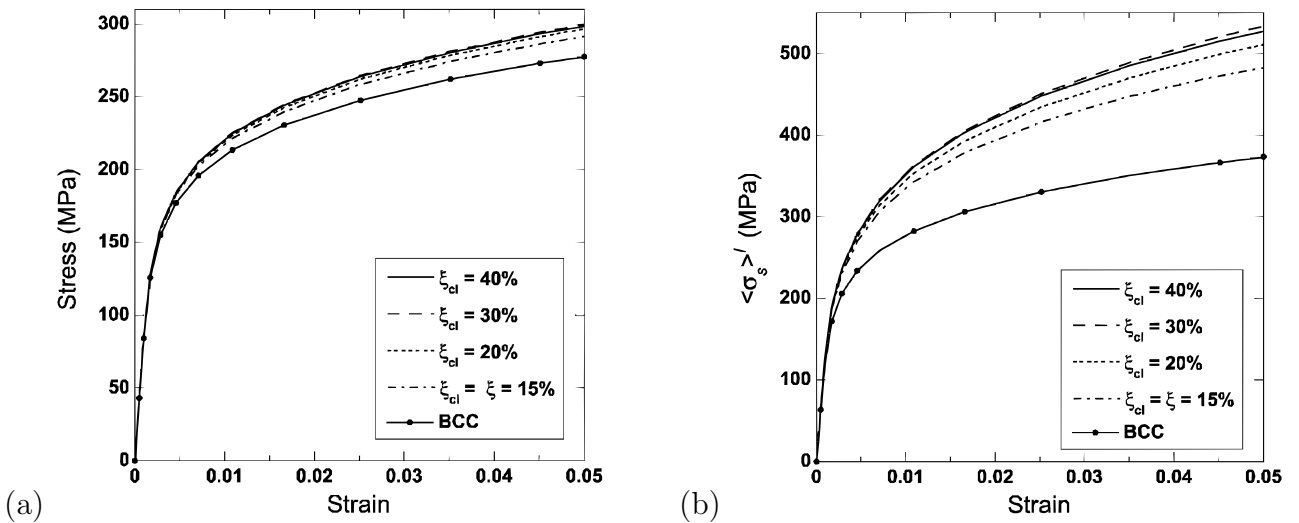 300
250
200
150
100
50
0
Stress (MPa)
ξcl = 40%
ξcl = 30%
ξcl = 20%
ξcl = ξ = 15%
BCC
0 0.01 0.02 0.03 0.04 0.05
Strain
(a)
500
400
300
200
100
0
<σs>/ (MPa)
ξcl = 40%
ξcl = 30%
ξcl = 20%
ξcl = ξ = 15%
BCC
0 0.01 0.02 0.03 0.04 0.05
Strain
(b)